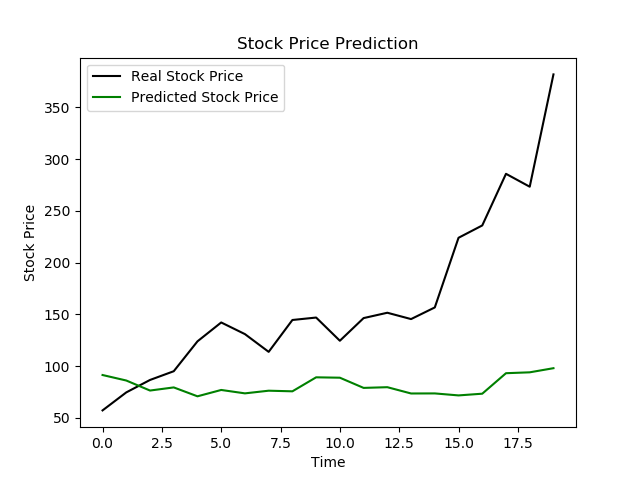 Stock Price Prediction
Real Stock Price
Predicted Stock Price
Stock Price
350
300
250
200
150
100
50
0.0 2.5 5.0 7.5 10.0 12.5 15.0 17.5
Time